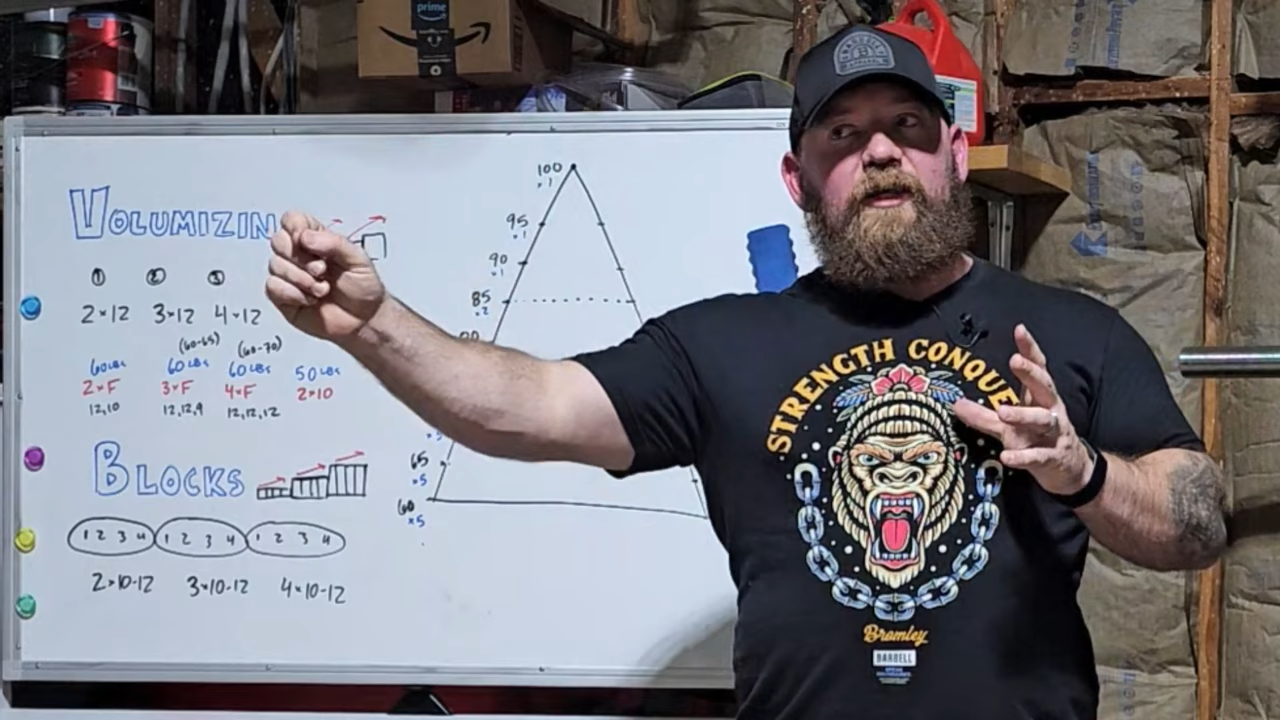 prime
VOLUMIZIN
1 2 3
2×12 3×12 4×12
(60-65) (60-70)
60LBS 60LBS 60LBS 50LBS
2×F 3×F 4×F 2×10
12,10 12,12,9 12,12,12
BLOCKS
1 2 3 4 1 2 3 4 1 2 3 4
2×10-12 3×10-12 4×10-12
100
×1
95
×1
90
×1
85
×2
65
×5
60
×5
STRENGTH CONQUE
Bromley
BARBELL